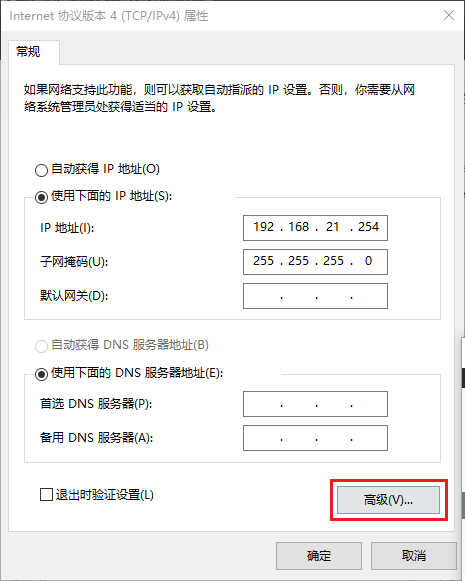 Internet 协议版本 4 (TCP/IPv4) 属性
常规
如果网络支持此功能，则可以获取自动指派的 IP 设置。否则，你需要从网
络系统管理员处获得适当的 IP 设置。
自动获得 IP 地址(O)
使用下面的 IP 地址(S):
IP 地址(I): 192 . 168 . 21 . 254
子网掩码(U): 255 . 255 . 255 . 0
默认网关(D): . . .
自动获得 DNS 服务器地址(B)
使用下面的 DNS 服务器地址(E):
首选 DNS 服务器(P): . . .
备用 DNS 服务器(A): . . .
退出时验证设置(L)
高级(V)...
确定 取消